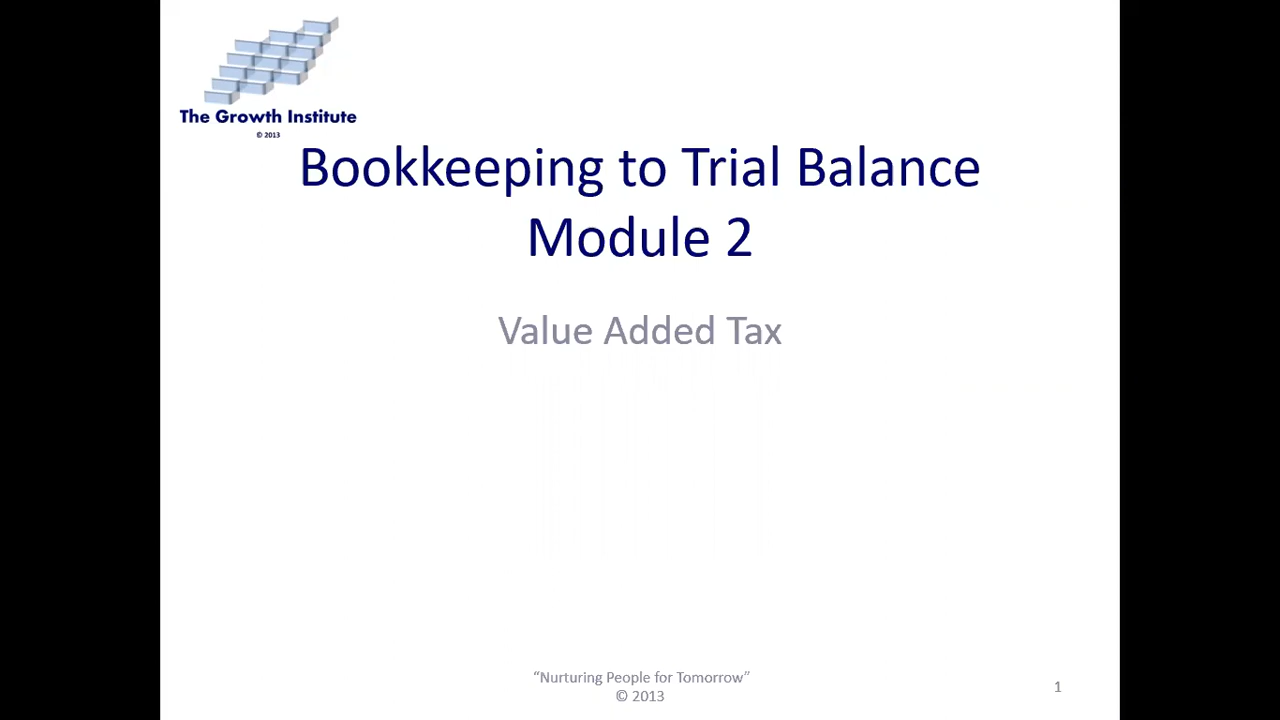 The Growth Institute
© 2013
Bookkeeping to Trial Balance
Module 2
Value Added Tax
“Nurturing People for Tomorrow”
© 2013
1